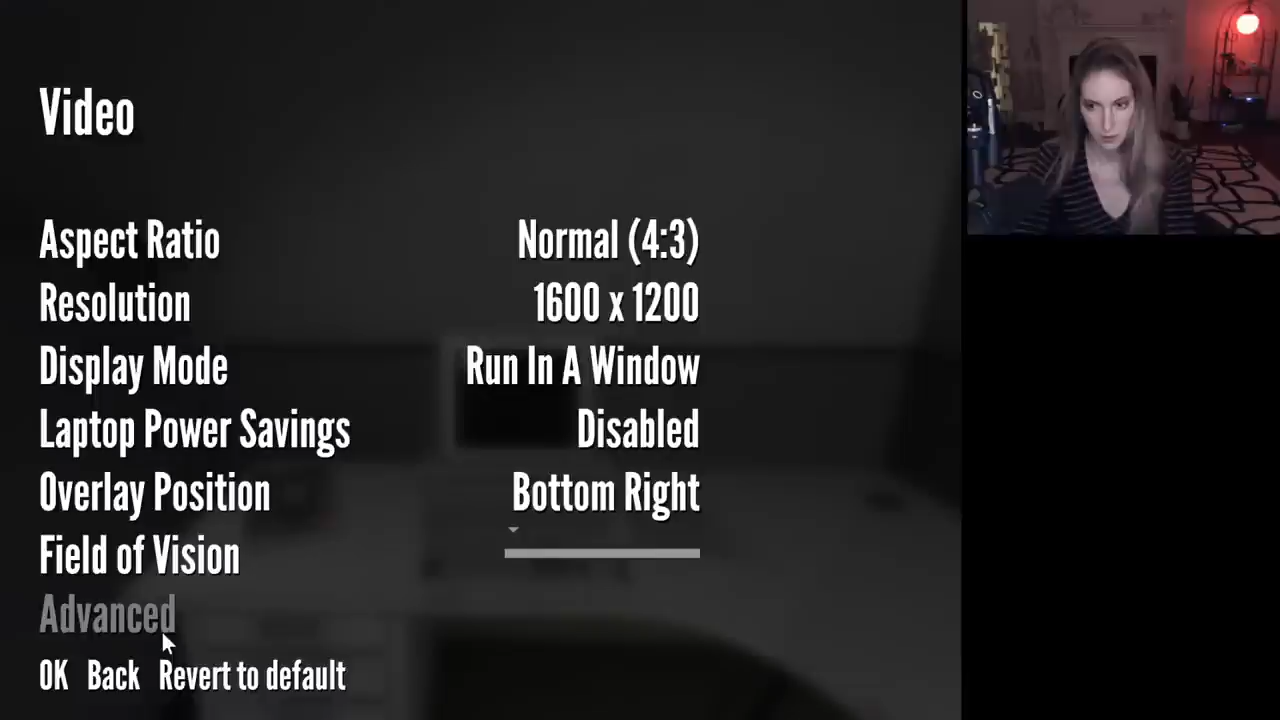 Video
Aspect Ratio Normal (4:3)
Resolution 1600 x 1200
Display Mode Run In A Window
Laptop Power Savings Disabled
Overlay Position Bottom Right
Field of Vision
Advanced
OK Back Revert to default